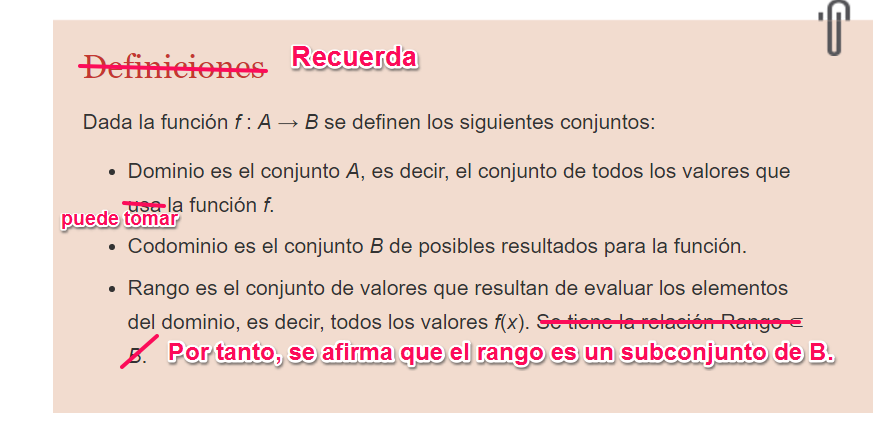 Definiciones Recuerda
Dada la función f : A → B se definen los siguientes conjuntos:
• Dominio es el conjunto A, es decir, el conjunto de todos los valores que
usa la función f.
puede tomar
• Codominio es el conjunto B de posibles resultados para la función.
• Rango es el conjunto de valores que resultan de evaluar los elementos
del dominio, es decir, todos los valores f(x). Se tiene la relación Rango ⊆
B. Por tanto, se afirma que el rango es un subconjunto de B.